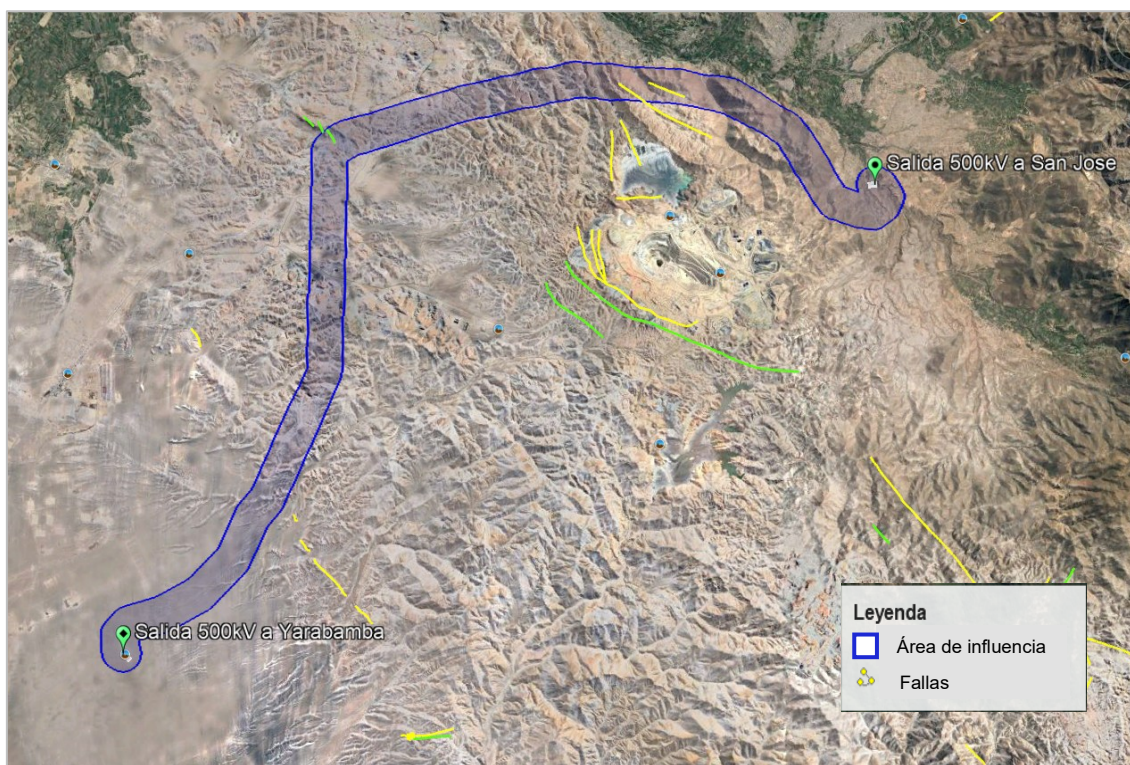 Salida 500kV a San Jose
Salida 500kV a Yarabamba
Leyenda
Área de influencia
Fallas